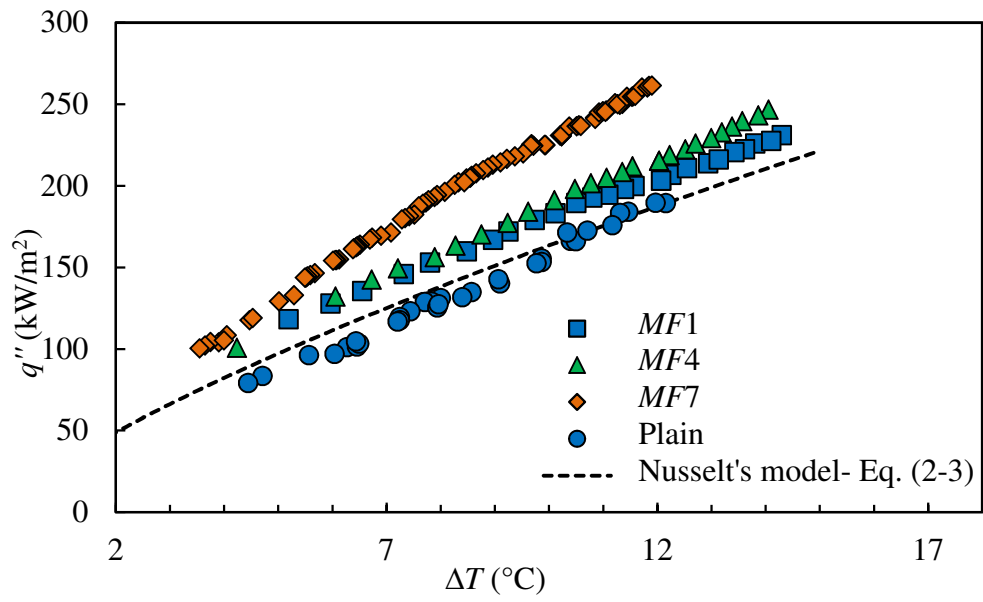 300
250
200
150
100
50
0
q'' (kW/m²)
MF1
MF4
MF7
Plain
Nusselt's model- Eq. (2-3)
2 7 12 17
ΔT (°C)